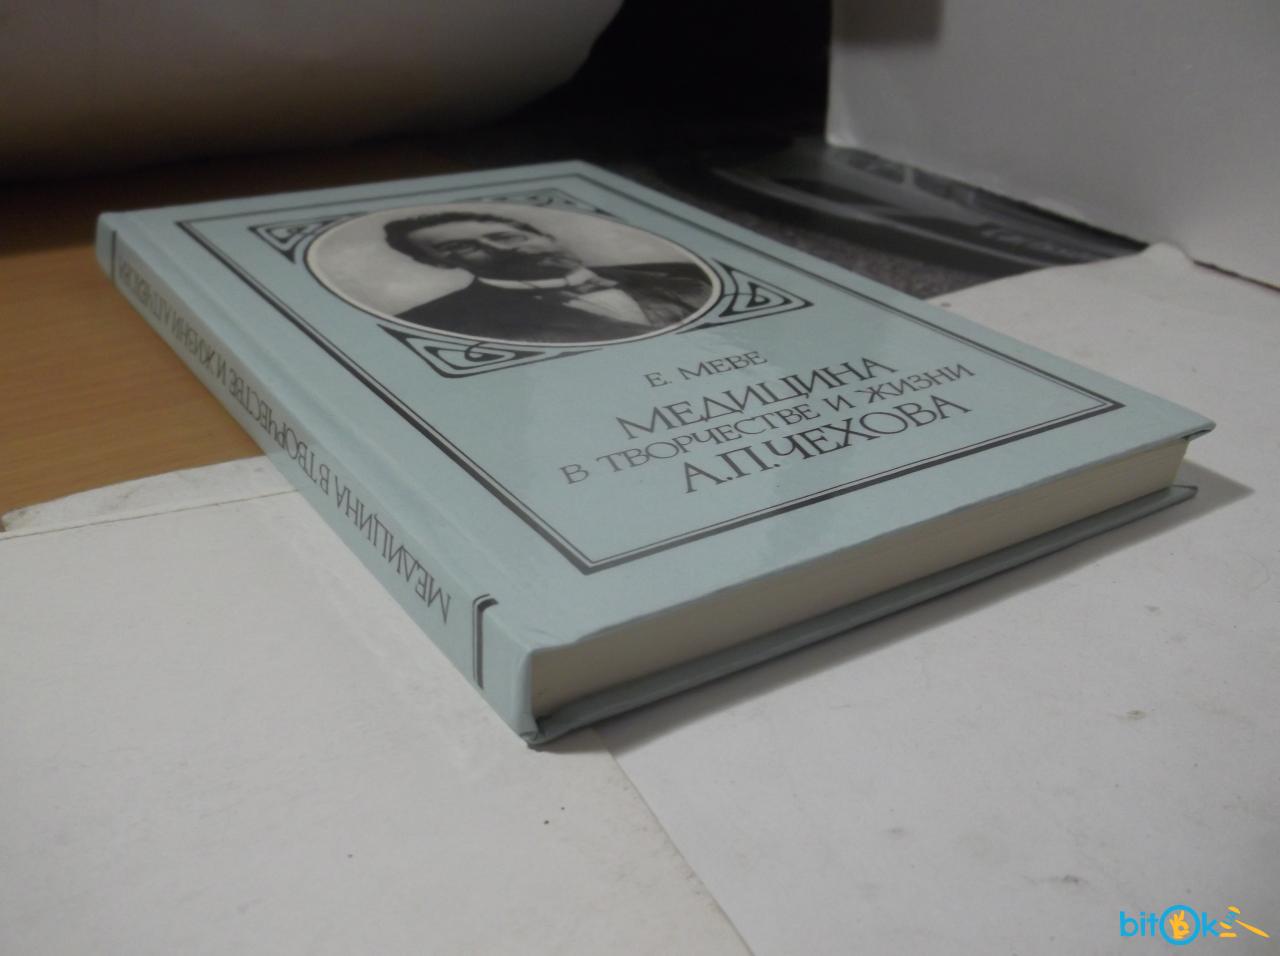 Е. МЕВЕ
МЕДИЦИНА
В ТВОРЧЕСТВЕ И ЖИЗНИ
А.П.ЧЕХОВА
МЕДИЦИНА В ТВОРЧЕСТВЕ И ЖИЗНИ А.П.ЧЕХОВА
bitOk